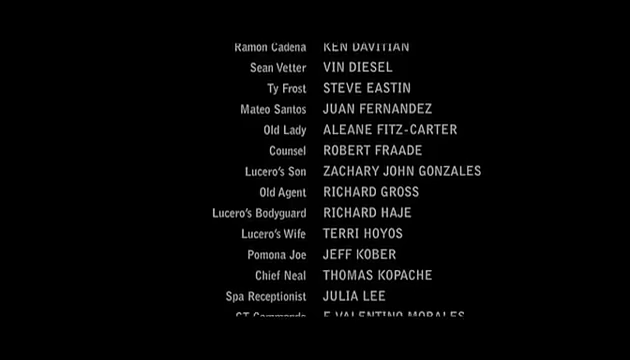 Ramon Cadena KEN DAVITIAN
Sean Vetter VIN DIESEL
Ty Frost STEVE EASTIN
Mateo Santos JUAN FERNANDEZ
Old Lady ALEANE FITZ-CARTER
Counsel ROBERT FRAADE
Lucero's Son ZACHARY JOHN GONZALES
Old Agent RICHARD GROSS
Lucero's Bodyguard RICHARD HAJE
Lucero's Wife TERRI HOYOS
Pomona Joe JEFF KOBER
Chief Neal THOMAS KOPACHE
Spa Receptionist JULIA LEE
F. VALENTINO MORALES